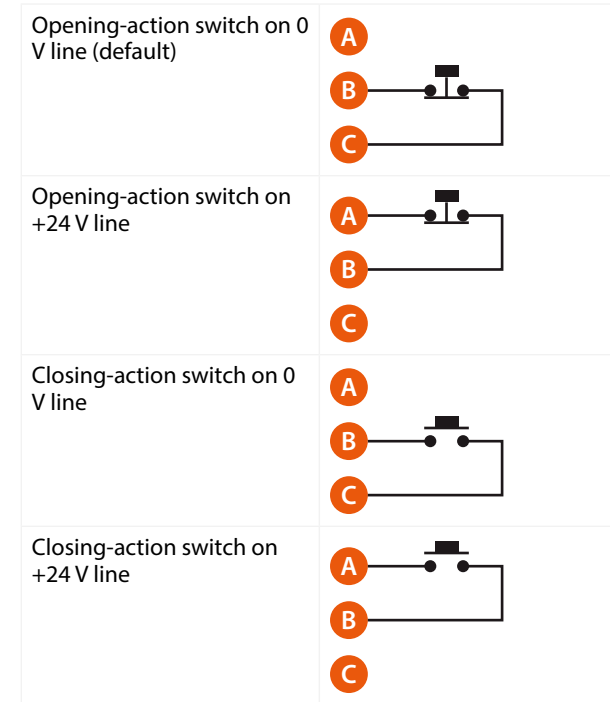 Opening-action switch on 0
V line (default)
A
B
C
Opening-action switch on
+24 V line
A
B
C
Closing-action switch on 0
V line
A
B
C
Closing-action switch on
+24 V line
A
B
C